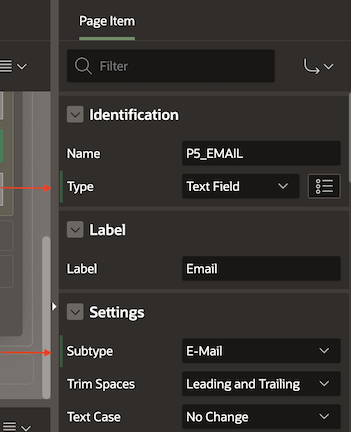 Page Item
Filter
Identification
Name P5_EMAIL
Type Text Field
Label
Label Email
Settings
Subtype E-Mail
Trim Spaces Leading and Trailing
Text Case No Change